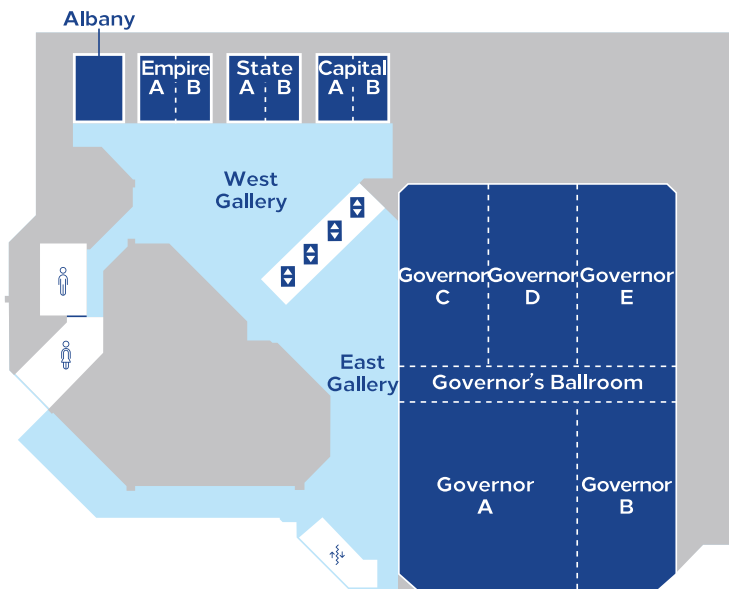 Albany
Empire
A B
State
A B
Capital
A B
West
Gallery
Governor
C
Governor
D
Governor
E
East
Gallery
Governor's Ballroom
Governor
A
Governor
B